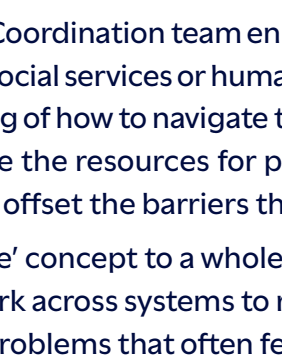 Coordination team en
ocial services or huma
g of how to navigate t
e the resources for p
offset the barriers th
e’ concept to a whole
rk across systems to r
roblems that often fe